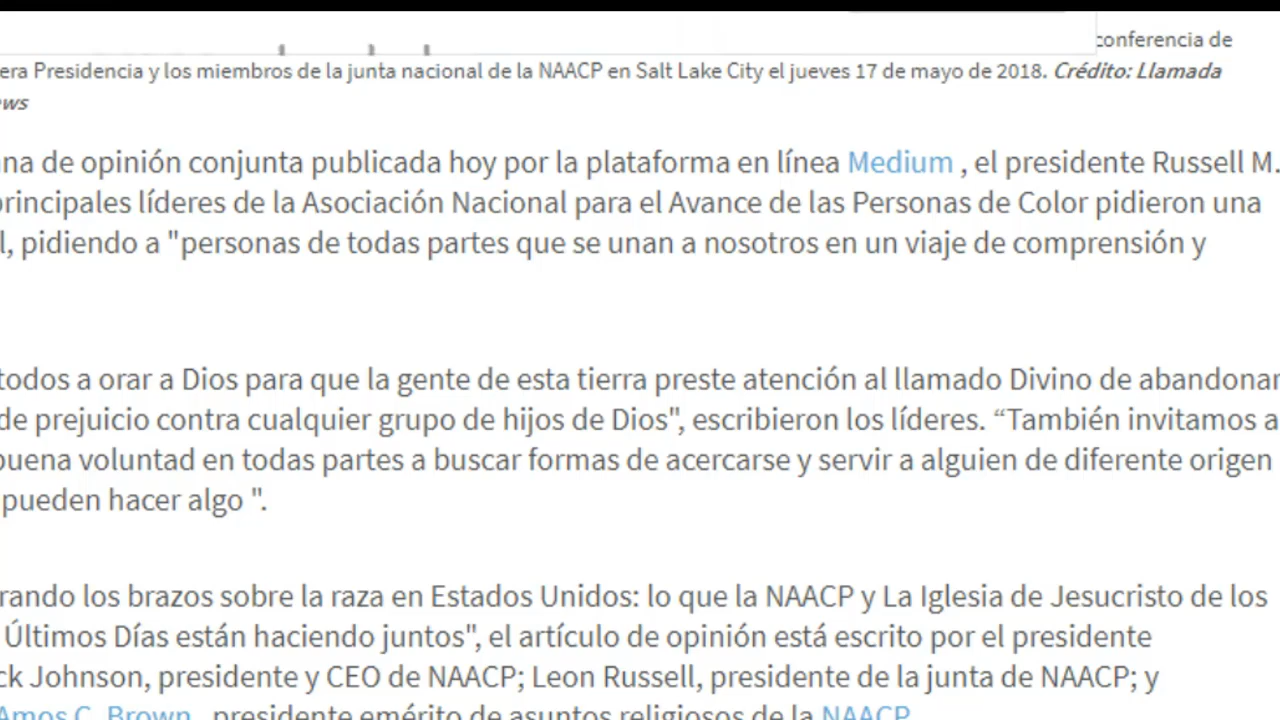 conferencia de
era Presidencia y los miembros de la junta nacional de la NAACP en Salt Lake City el jueves 17 de mayo de 2018. Crédito: Llamada
ws
na de opinión conjunta publicada hoy por la plataforma en línea Medium , el presidente Russell M.
principales líderes de la Asociación Nacional para el Avance de las Personas de Color pidieron una
l, pidiendo a "personas de todas partes que se unan a nosotros en un viaje de comprensión y
todos a orar a Dios para que la gente de esta tierra preste atención al llamado Divino de abandonar
de prejuicio contra cualquier grupo de hijos de Dios", escribieron los líderes. “También invitamos a
buena voluntad en todas partes a buscar formas de acercarse y servir a alguien de diferente origen
pueden hacer algo ".
rando los brazos sobre la raza en Estados Unidos: lo que la NAACP y La Iglesia de Jesucristo de los
Últimos Días están haciendo juntos", el artículo de opinión está escrito por el presidente
ck Johnson, presidente y CEO de NAACP; Leon Russell, presidente de la junta de NAACP; y
Amos C. Brown , presidente emérito de asuntos religiosos de la NAACP